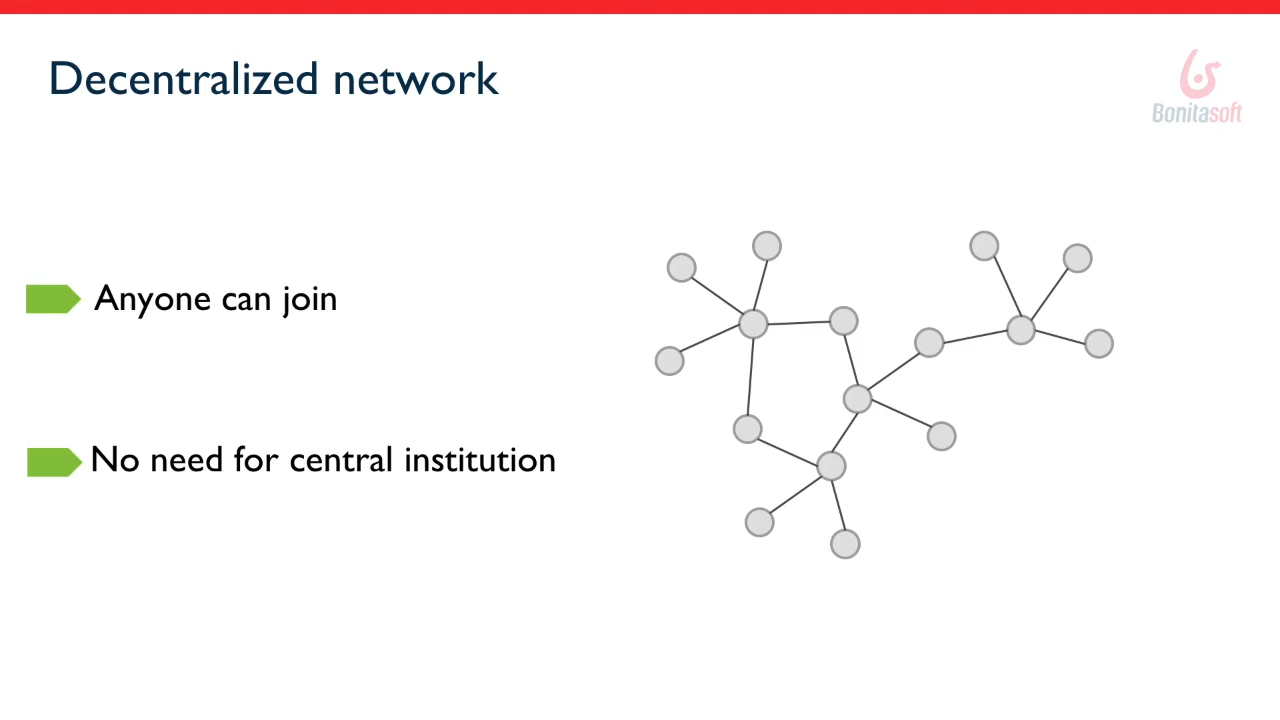 Decentralized network
Bonitasoft
Anyone can join
No need for central institution